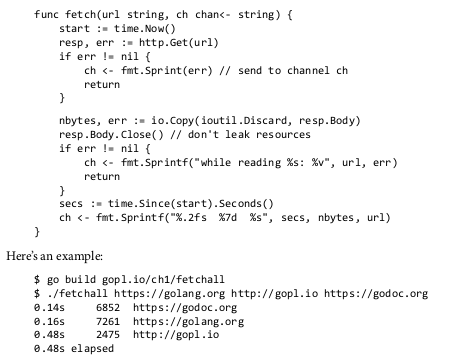 func fetch(url string, ch chan<- string) {
    start := time.Now()
    resp, err := http.Get(url)
    if err != nil {
        ch <- fmt.Sprint(err) // send to channel ch
        return
    }
    nbytes, err := io.Copy(ioutil.Discard, resp.Body)
    resp.Body.Close() // don't leak resources
    if err != nil {
        ch <- fmt.Sprintf("while reading %s: %v", url, err)
        return
    }
    secs := time.Since(start).Seconds()
    ch <- fmt.Sprintf("%.2fs  %7d  %s", secs, nbytes, url)
}
Here's an example:
$ go build gopl.io/ch1/fetchall
$ ./fetchall https://golang.org http://gopl.io https://godoc.org
0.14s     6852  https://godoc.org
0.16s     7261  https://golang.org
0.48s     2475  http://gopl.io
0.48s elapsed